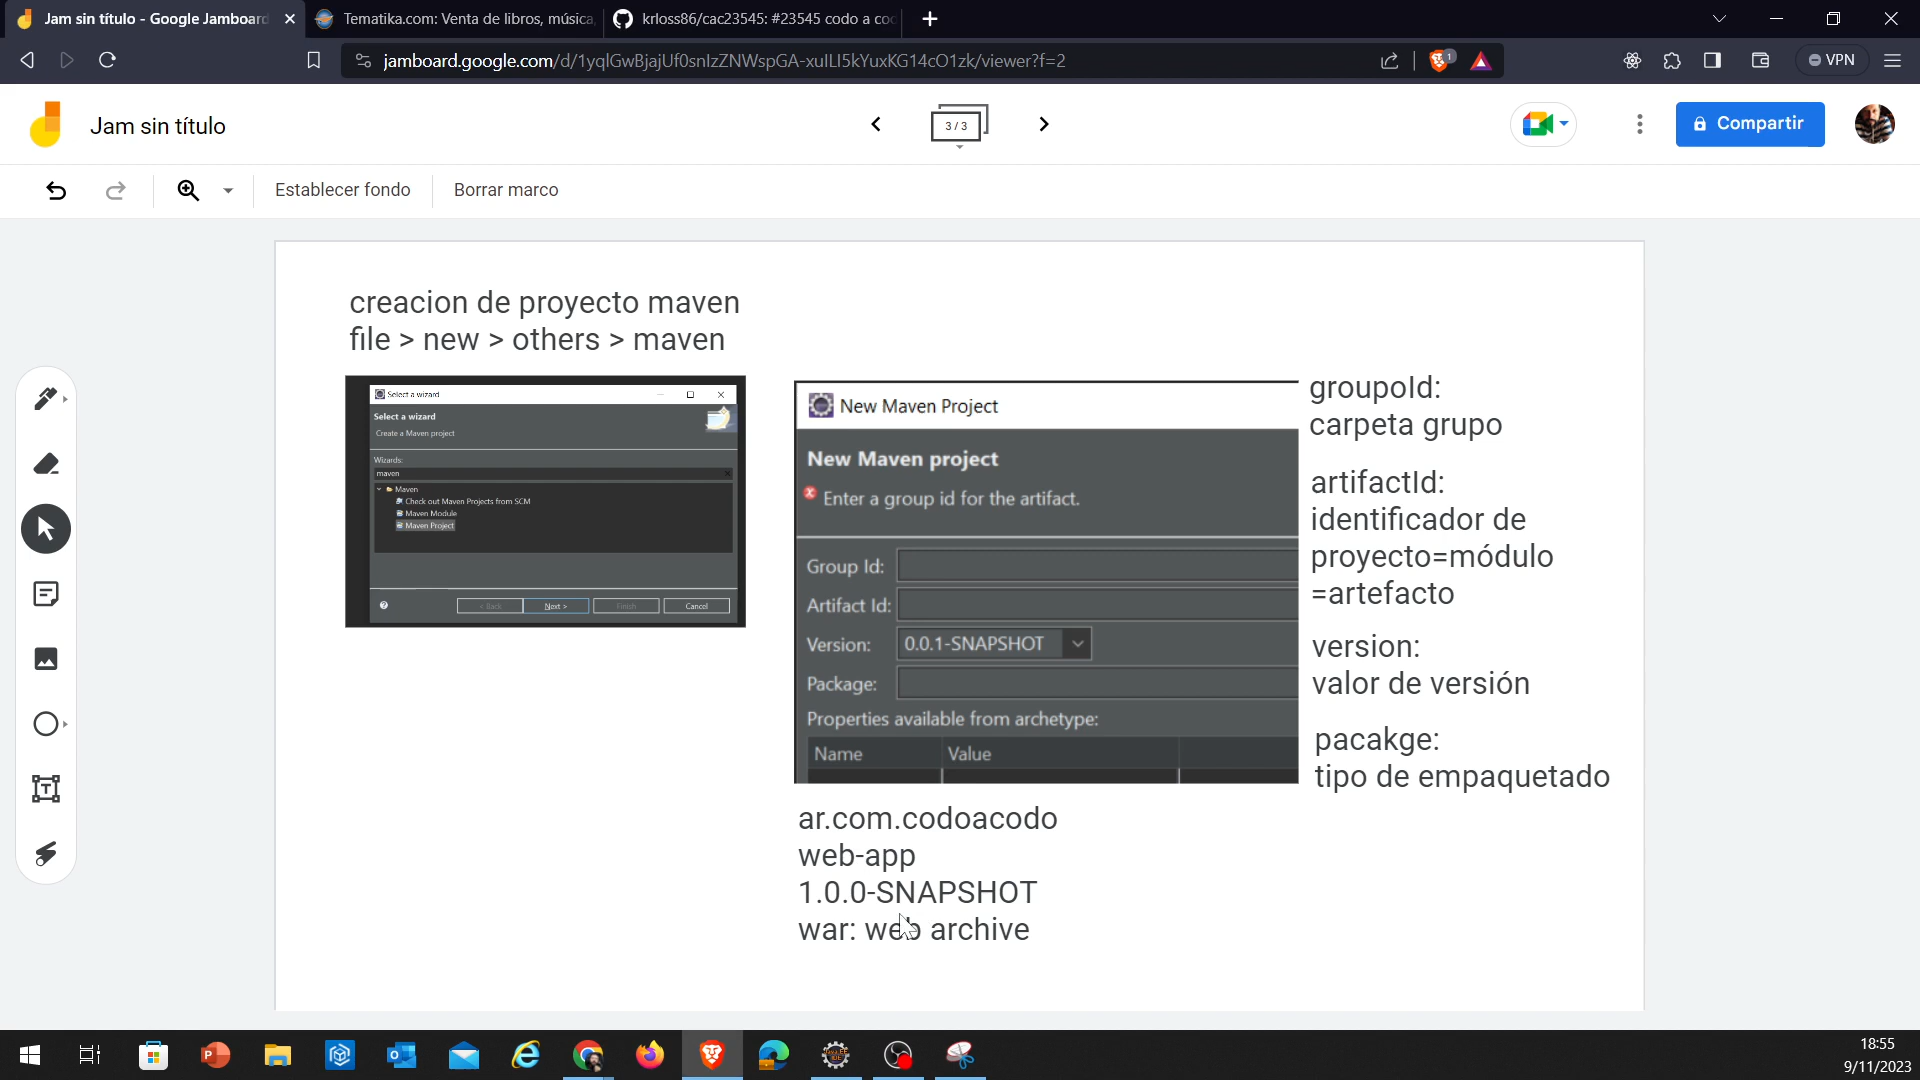 Jam sin título - Google Jamboard
Tematika.com: Venta de libros, música,
krloss86/cac23545: #23545 codo a co
jamboard.google.com/d/1yqlGwBjajUf0snIzZNWspGA-xuILI5kYuxKG14cO1zk/viewer?f=2
1
VPN
Jam sin título
3 / 3
Compartir
Establecer fondo
Borrar marco
creacion de proyecto maven
file > new > others > maven
Select a wizard
Select a wizard
Create a Maven project
Wizards:
maven
Maven
Check out Maven Projects from SCM
Maven Module
Maven Project
< Back
Next >
Finish
Cancel
New Maven Project
New Maven project
Enter a group id for the artifact.
Group Id:
Artifact Id:
Version:
0.0.1-SNAPSHOT
Package:
Properties available from archetype:
Name
Value
groupoId:
carpeta grupo
artifactId:
identificador de
proyecto=módulo
=artefacto
version:
valor de versión
pacakge:
tipo de empaquetado
ar.com.codoacodo
web-app
1.0.0-SNAPSHOT
war: web archive
18:55
9/11/2023